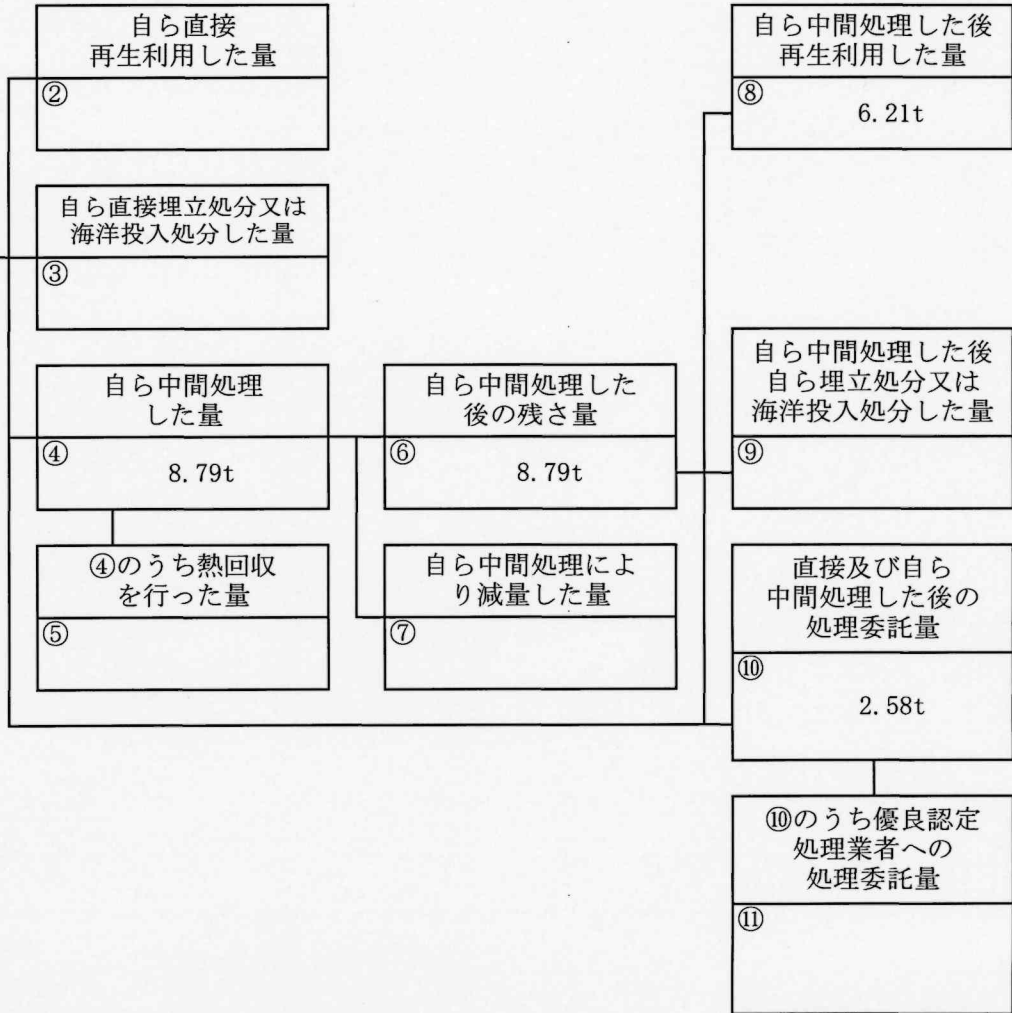 自ら直接
再生利用した量
②
自ら直接埋立処分又は
海洋投入処分した量
③
自ら中間処理
した量
④
8.79t
④のうち熱回収
を行った量
⑤
自ら中間処理した
後の残さ量
⑥
8.79t
自ら中間処理によ
り減量した量
⑦
自ら中間処理した後
再生利用した量
⑧
6.21t
自ら中間処理した後
自ら埋立処分又は
海洋投入処分した量
⑨
直接及び自ら
中間処理した後の
処理委託量
⑩
2.58t
⑩のうち優良認定
処理業者への
処理委託量
⑪